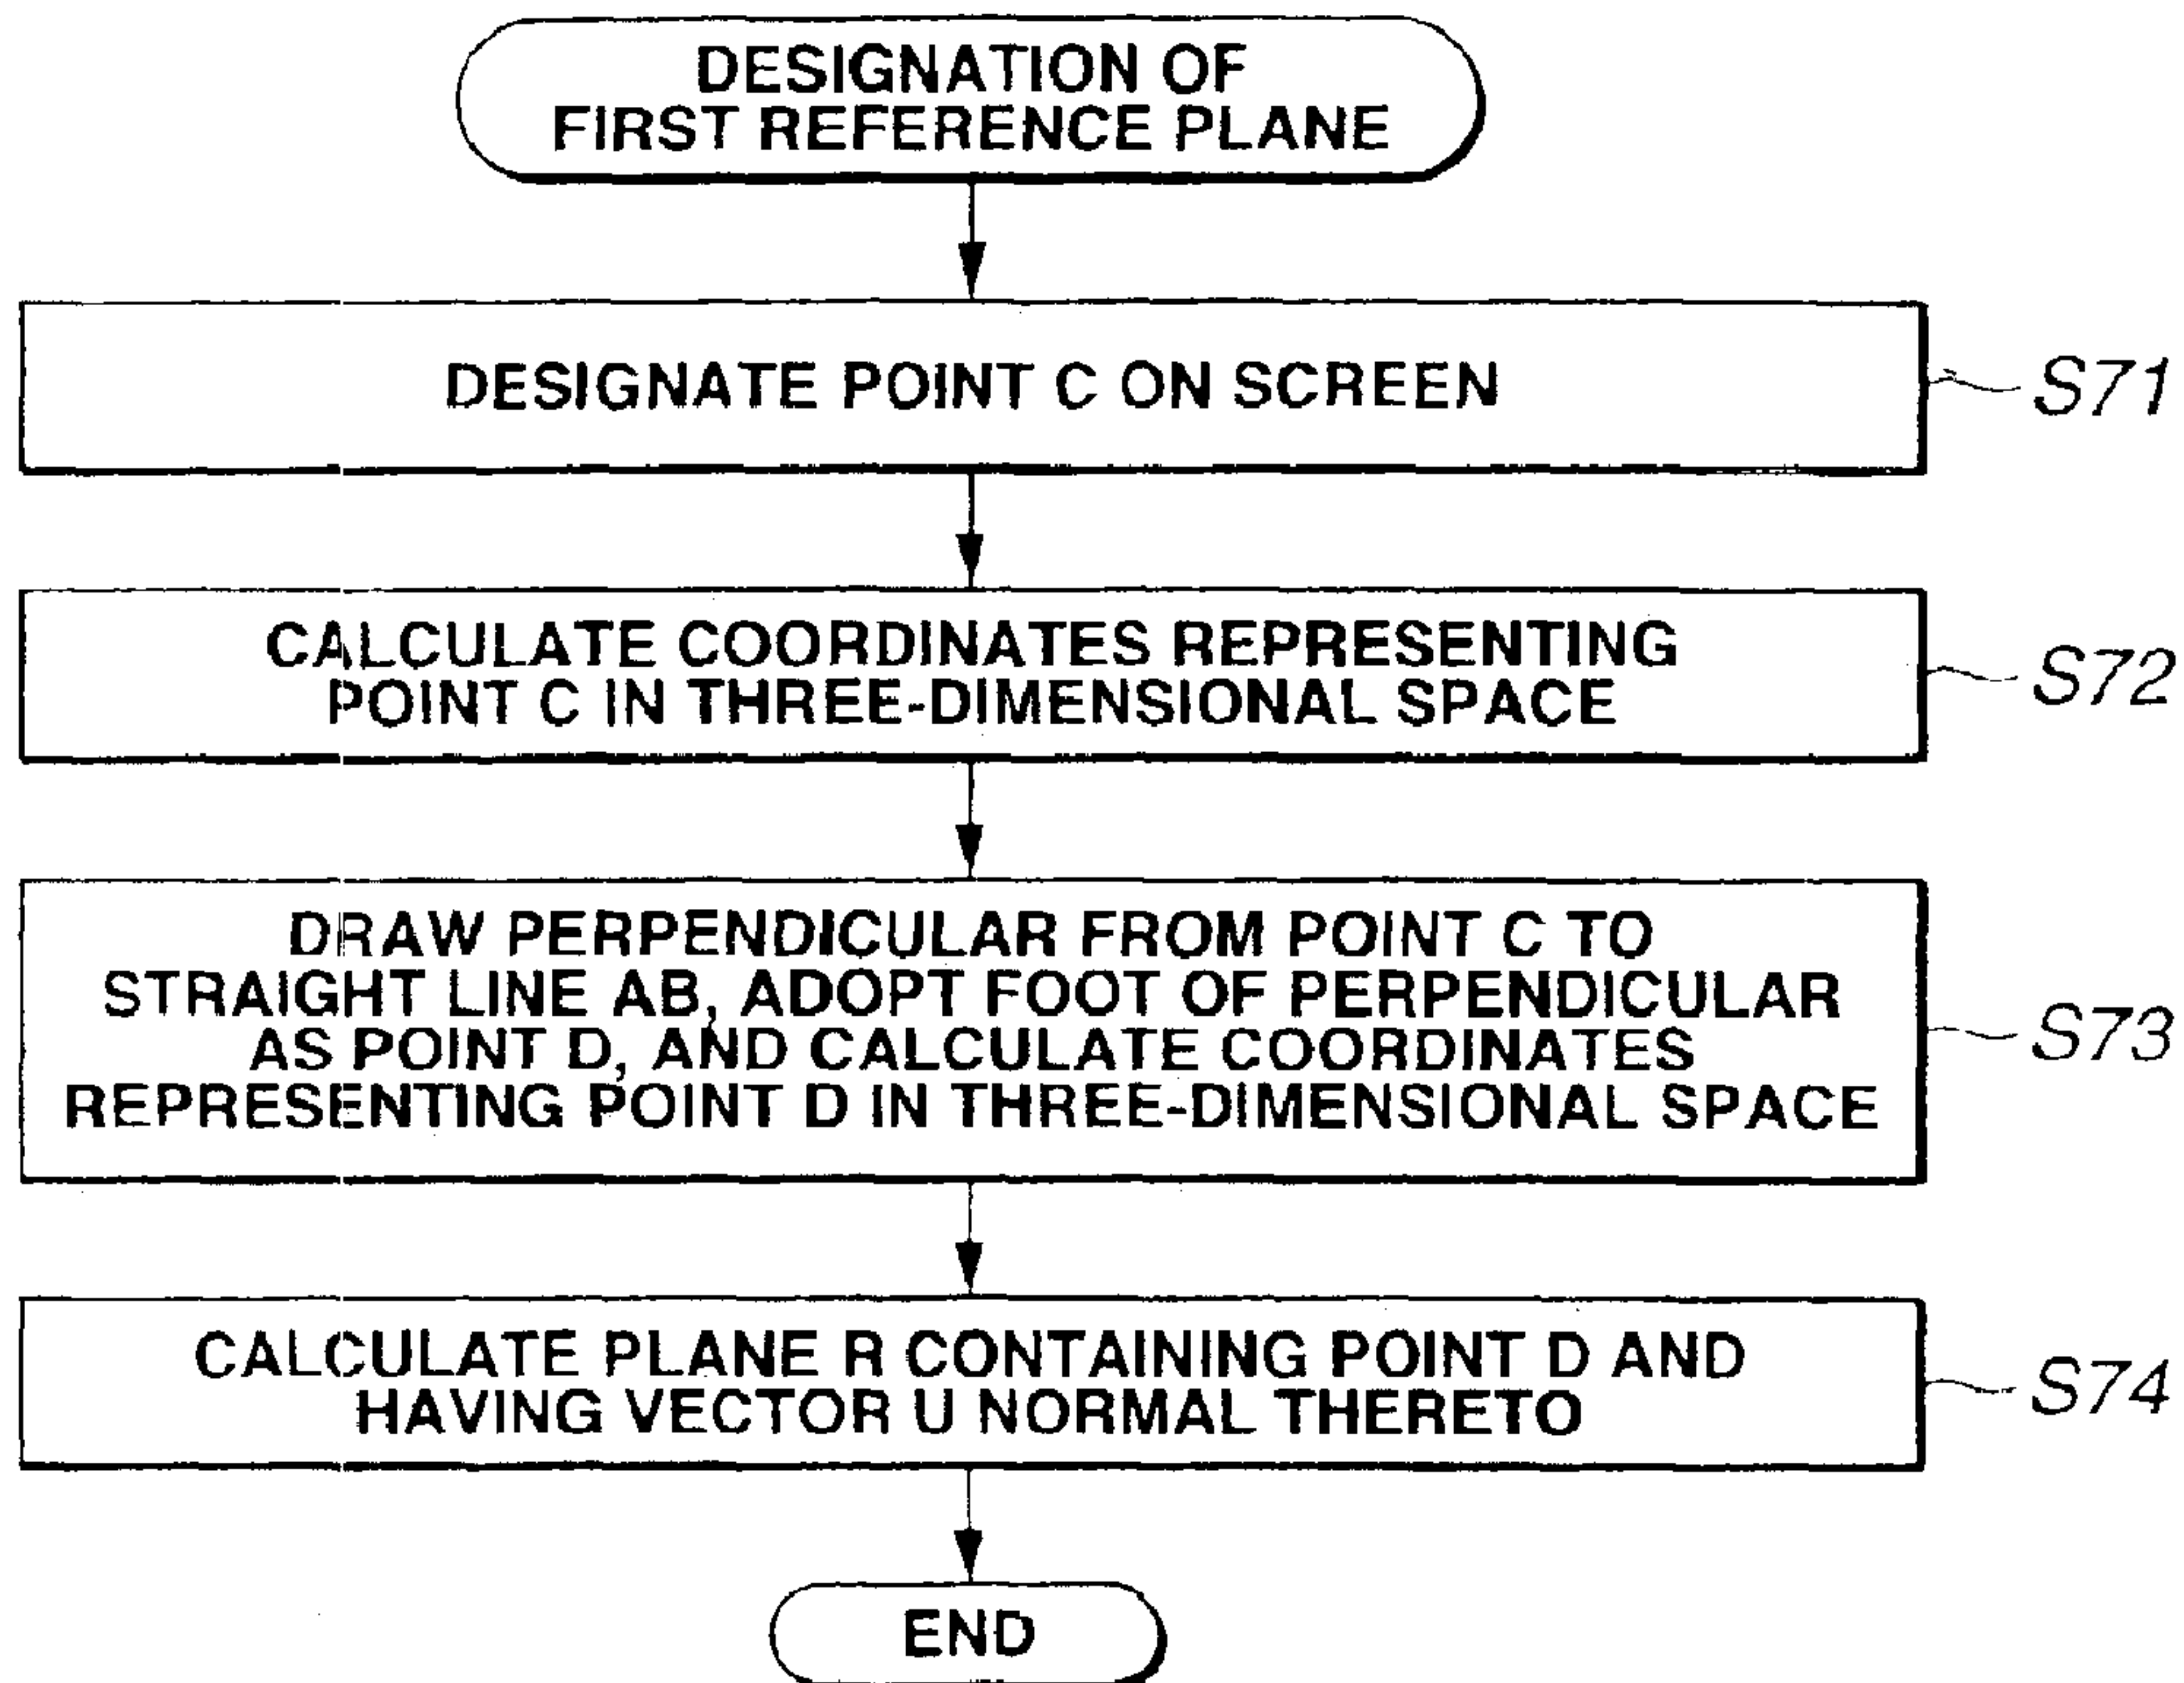 DESIGNATION OF
FIRST REFERENCE PLANE
DESIGNATE POINT C ON SCREEN
S71
CALCULATE COORDINATES REPRESENTING
POINT C IN THREE-DIMENSIONAL SPACE
S72
DRAW PERPENDICULAR FROM POINT C TO
STRAIGHT LINE AB, ADOPT FOOT OF PERPENDICULAR
AS POINT D, AND CALCULATE COORDINATES
REPRESENTING POINT D IN THREE-DIMENSIONAL SPACE
S73
CALCULATE PLANE R CONTAINING POINT D AND
HAVING VECTOR U NORMAL THERETO
S74
END